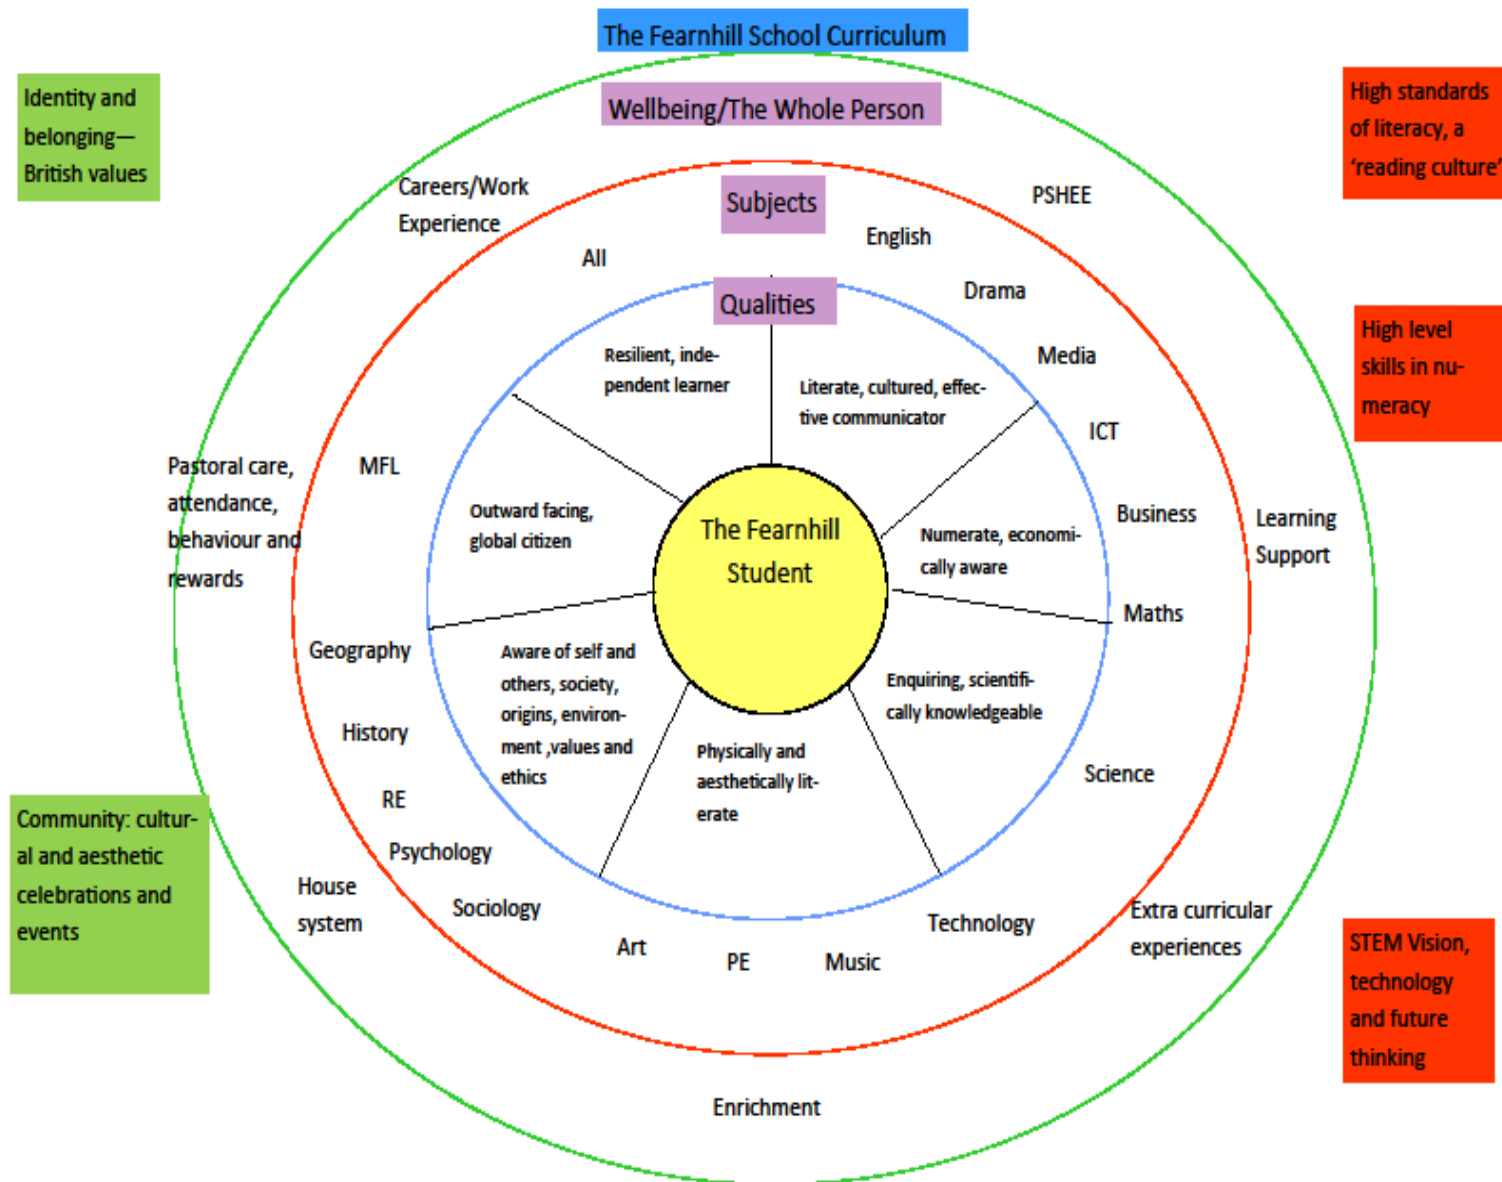 The Fearnhill School Curriculum
Identity and
belonging—
British values
Wellbeing/The Whole Person
High standards
of literacy, a
‘reading culture’
Careers/Work
Experience
Subjects
PSHEE
All
English
Qualities
Drama
Media
Resilient, inde-
pendent learner
Literate, cultured, effec-
tive communicator
High level
skills in nu-
meracy
ICT
Pastoral care,
attendance,
behaviour and
rewards
MFL
Outward facing,
global citizen
The Fearnhill
Student
Numerate, economi-
cally aware
Business
Learning
Support
Maths
Geography
Aware of self and
others, society,
origins, environ-
ment ,values and
ethics
Enquiring, scientifi-
cally knowledgeable
History
Physically and
aesthetically lit-
erate
Science
RE
Community: cultur-
al and aesthetic
celebrations and
events
Psychology
House
system
Sociology
Art
PE
Music
Technology
Extra curricular
experiences
STEM Vision,
technology
and future
thinking
Enrichment